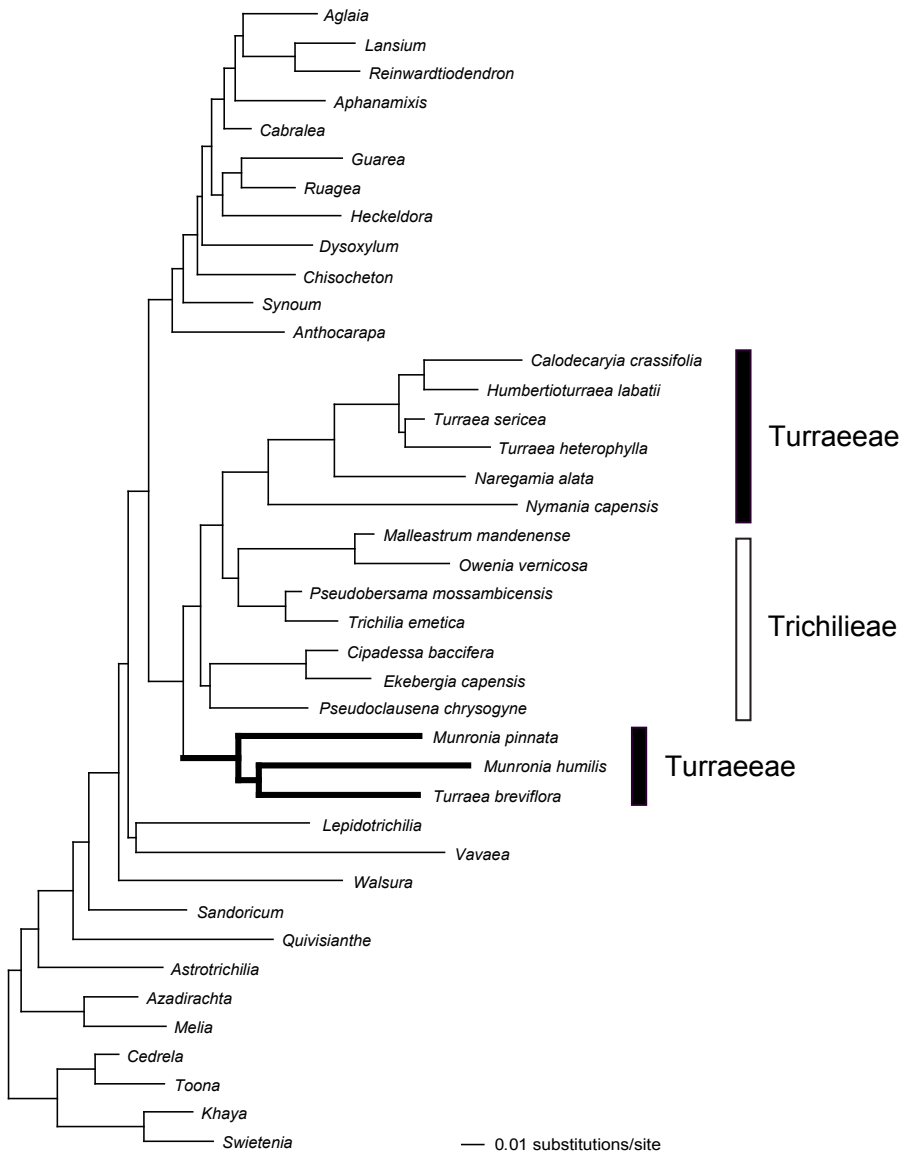 Aglaia
Lansium
Reinwardtiodendron
Aphanamixis
Cabralea
Guarea
Ruagea
Heckeldora
Dysoxylum
Chisocheton
Synoum
Anthocarapa
Calodecaryia crassifolia
Humbertioturraea labatii
Turraea sericea
Turraeeae
Turraea heterophylla
Naregamia alata
Nymania capensis
Malleastrum mandenense
Owenia vernicosa
Pseudobersama mossambicensis
Trichilia emetica
Trichilieae
Cipadessa baccifera
Ekebergia capensis
Pseudoclausena chrysogyne
Munronia pinnata
Munronia humilis
Turraeeae
Turraea breviflora
Lepidotrichilia
Vavaea
Walsura
Sandoricum
Quivisianthe
Astrotrichilia
Azadirachta
Melia
Cedrela
Toona
Khaya
Swietenia
0.01 substitutions/site